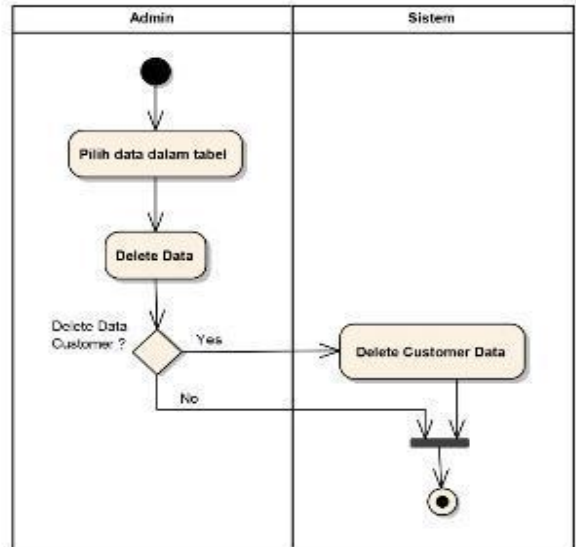 Admin
Sistem
Pilih data dalam tabel
Delete Data
Delete Data
Customer ?
Yes
Delete Customer Data
No